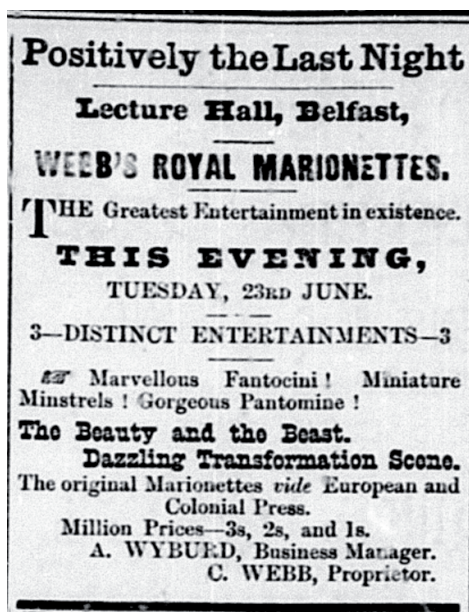 Positively the Last Night
Lecture Hall, Belfast,
WEBB'S ROYAL MARIONETTES.
THE Greatest Entertainment in existence.
THIS EVENING,
TUESDAY, 23RD JUNE.
3—DISTINCT ENTERTAINMENTS—3
☞ Marvellous Fantocini! Miniature
Minstrels! Gorgeous Pantomine!
The Beauty and the Beast.
Dazzling Transformation Scene.
The original Marionettes vide European and
Colonial Press.
Million Prices—3s, 2s, and 1s.
A. WYBURD, Business Manager.
C. WEBB, Proprietor.